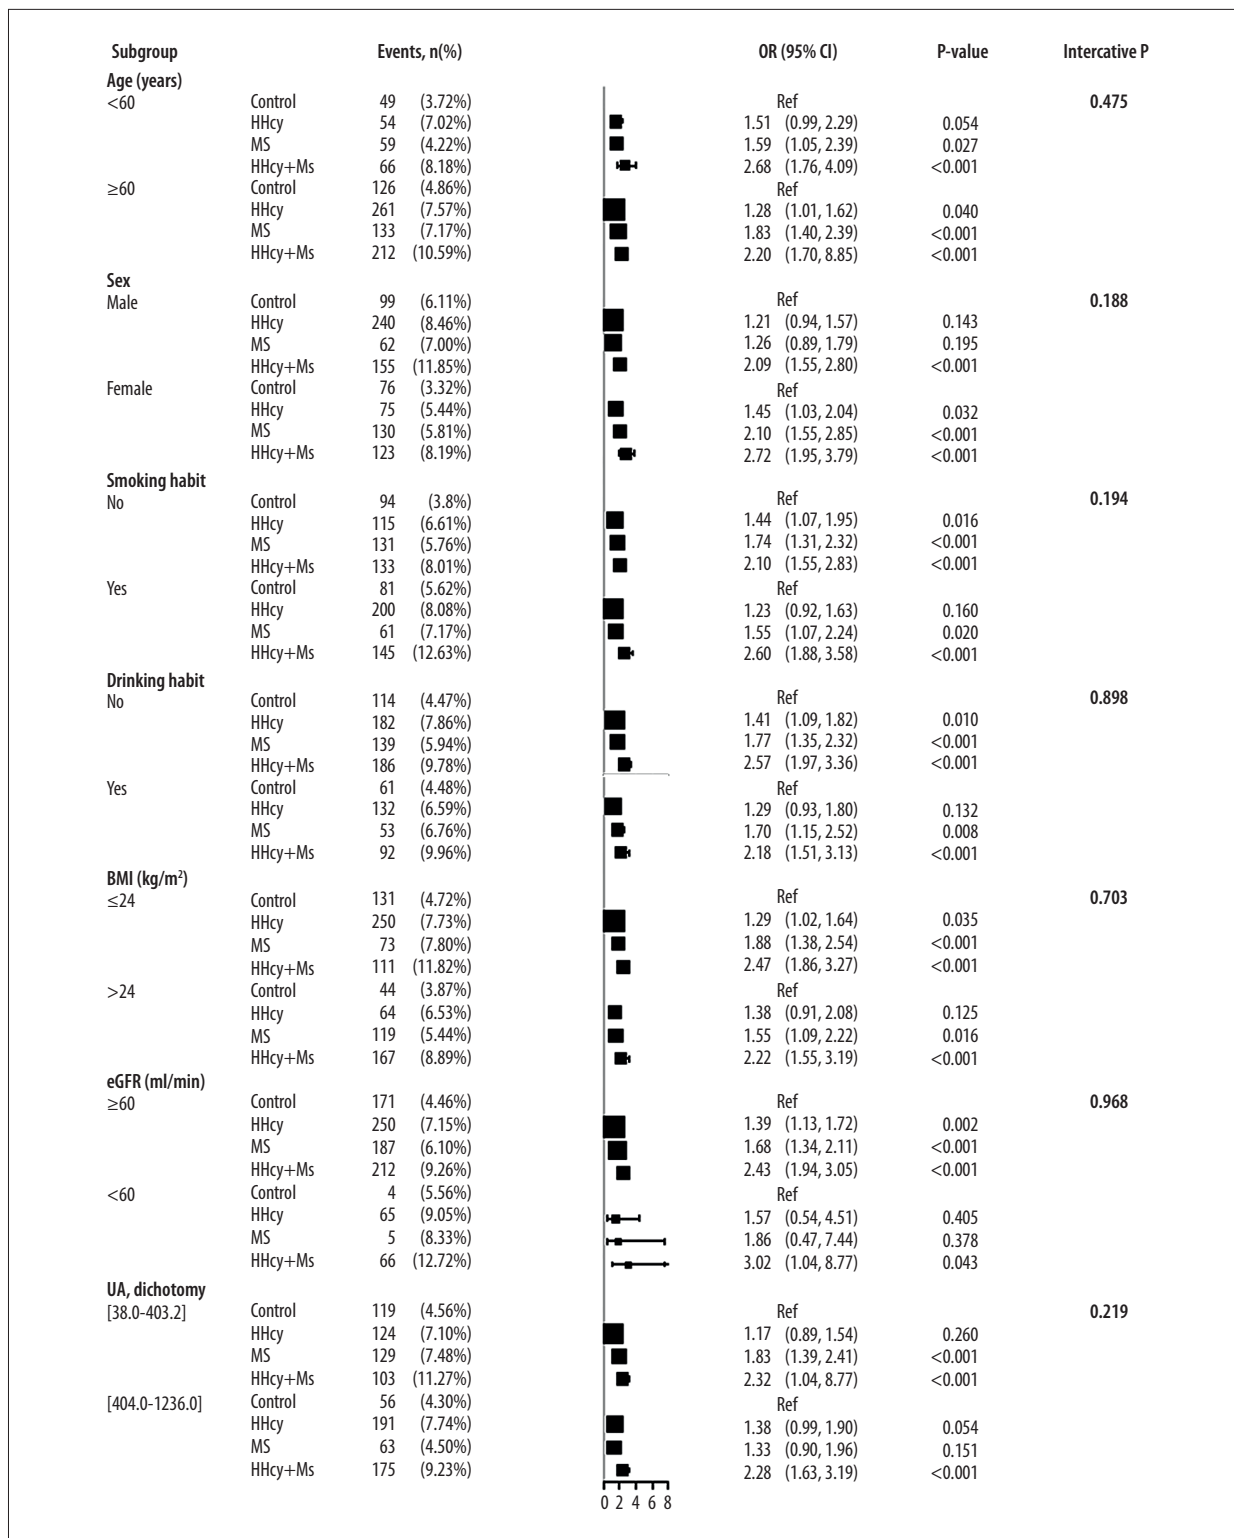 Subgroup Events, n(%) OR (95% CI) P-value Intercative P
Age (years)
<60 Control 49 (3.72%) Ref 0.475
HHcy 54 (7.02%) 1.51 (0.99, 2.29) 0.054
MS 59 (4.22%) 1.59 (1.05, 2.39) 0.027
HHcy+Ms 66 (8.18%) 2.68 (1.76, 4.09) <0.001
≥60 Control 126 (4.86%) Ref
HHcy 261 (7.57%) 1.28 (1.01, 1.62) 0.040
MS 133 (7.17%) 1.83 (1.40, 2.39) <0.001
HHcy+Ms 212 (10.59%) 2.20 (1.70, 8.85) <0.001
Sex
Male Control 99 (6.11%) Ref 0.188
HHcy 240 (8.46%) 1.21 (0.94, 1.57) 0.143
MS 62 (7.00%) 1.26 (0.89, 1.79) 0.195
HHcy+Ms 155 (11.85%) 2.09 (1.55, 2.80) <0.001
Female Control 76 (3.32%) Ref
HHcy 75 (5.44%) 1.45 (1.03, 2.04) 0.032
MS 130 (5.81%) 2.10 (1.55, 2.85) <0.001
HHcy+Ms 123 (8.19%) 2.72 (1.95, 3.79) <0.001
Smoking habit
No Control 94 (3.8%) Ref 0.194
HHcy 115 (6.61%) 1.44 (1.07, 1.95) 0.016
MS 131 (5.76%) 1.74 (1.31, 2.32) <0.001
HHcy+Ms 133 (8.01%) 2.10 (1.55, 2.83) <0.001
Yes Control 81 (5.62%) Ref
HHcy 200 (8.08%) 1.23 (0.92, 1.63) 0.160
MS 61 (7.17%) 1.55 (1.07, 2.24) 0.020
HHcy+Ms 145 (12.63%) 2.60 (1.88, 3.58) <0.001
Drinking habit
No Control 114 (4.47%) Ref 0.898
HHcy 182 (7.86%) 1.41 (1.09, 1.82) 0.010
MS 139 (5.94%) 1.77 (1.35, 2.32) <0.001
HHcy+Ms 186 (9.78%) 2.57 (1.97, 3.36) <0.001
Yes Control 61 (4.48%) Ref
HHcy 132 (6.59%) 1.29 (0.93, 1.80) 0.132
MS 53 (6.76%) 1.70 (1.15, 2.52) 0.008
HHcy+Ms 92 (9.96%) 2.18 (1.51, 3.13) <0.001
BMI (kg/m²)
≤24 Control 131 (4.72%) Ref 0.703
HHcy 250 (7.73%) 1.29 (1.02, 1.64) 0.035
MS 73 (7.80%) 1.88 (1.38, 2.54) <0.001
HHcy+Ms 111 (11.82%) 2.47 (1.86, 3.27) <0.001
>24 Control 44 (3.87%) Ref
HHcy 64 (6.53%) 1.38 (0.91, 2.08) 0.125
MS 119 (5.44%) 1.55 (1.09, 2.22) 0.016
HHcy+Ms 167 (8.89%) 2.22 (1.55, 3.19) <0.001
eGFR (ml/min)
≥60 Control 171 (4.46%) Ref 0.968
HHcy 250 (7.15%) 1.39 (1.13, 1.72) 0.002
MS 187 (6.10%) 1.68 (1.34, 2.11) <0.001
HHcy+Ms 212 (9.26%) 2.43 (1.94, 3.05) <0.001
<60 Control 4 (5.56%) Ref
HHcy 65 (9.05%) 1.57 (0.54, 4.51) 0.405
MS 5 (8.33%) 1.86 (0.47, 7.44) 0.378
HHcy+Ms 66 (12.72%) 3.02 (1.04, 8.77) 0.043
UA, dichotomy
[38.0-403.2] Control 119 (4.56%) Ref 0.219
HHcy 124 (7.10%) 1.17 (0.89, 1.54) 0.260
MS 129 (7.48%) 1.83 (1.39, 2.41) <0.001
HHcy+Ms 103 (11.27%) 2.32 (1.04, 8.77) <0.001
[404.0-1236.0] Control 56 (4.30%) Ref
HHcy 191 (7.74%) 1.38 (0.99, 1.90) 0.054
MS 63 (4.50%) 1.33 (0.90, 1.96) 0.151
HHcy+Ms 175 (9.23%) 2.28 (1.63, 3.19) <0.001
0 2 4 6 8